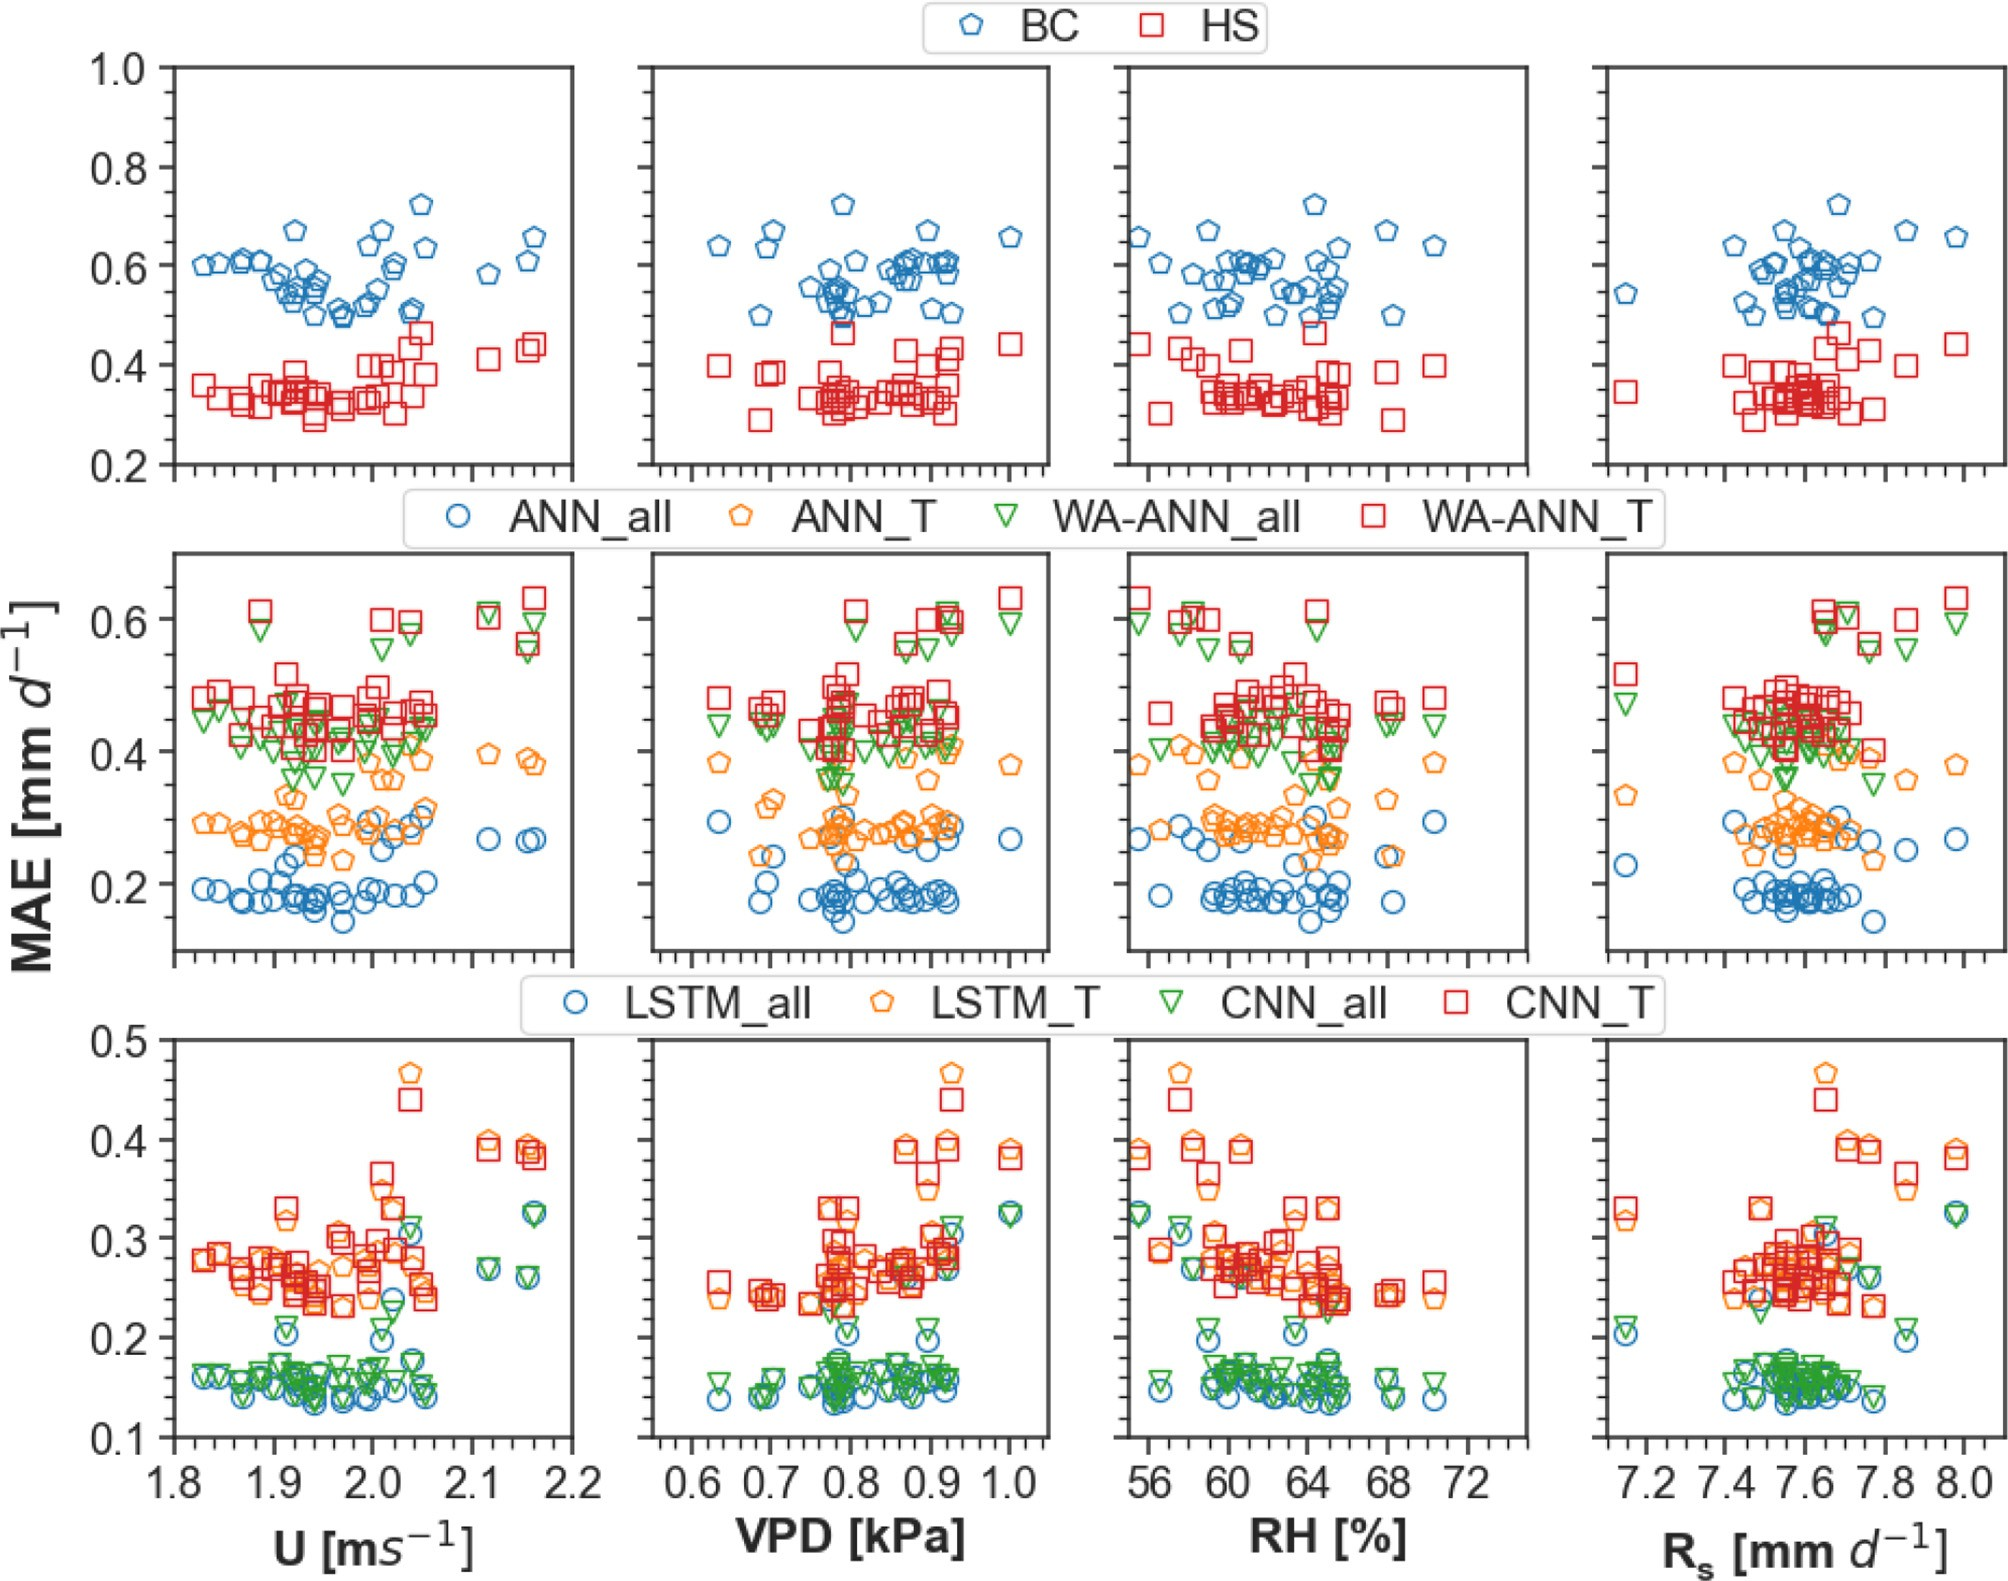 BC HS
1.0
0.8
0.6
0.4
0.2
ANN_all ANN_T WA-ANN_all WA-ANN_T
0.6
0.4
0.2
MAE [mm d⁻¹]
LSTM_all LSTM_T CNN_all CNN_T
0.5
0.4
0.3
0.2
0.1
1.8 1.9 2.0 2.1 2.2 0.6 0.7 0.8 0.9 1.0 56 60 64 68 72 7.2 7.4 7.6 7.8 8.0
U [ms⁻¹] VPD [kPa] RH [%] Rₛ [mm d⁻¹]